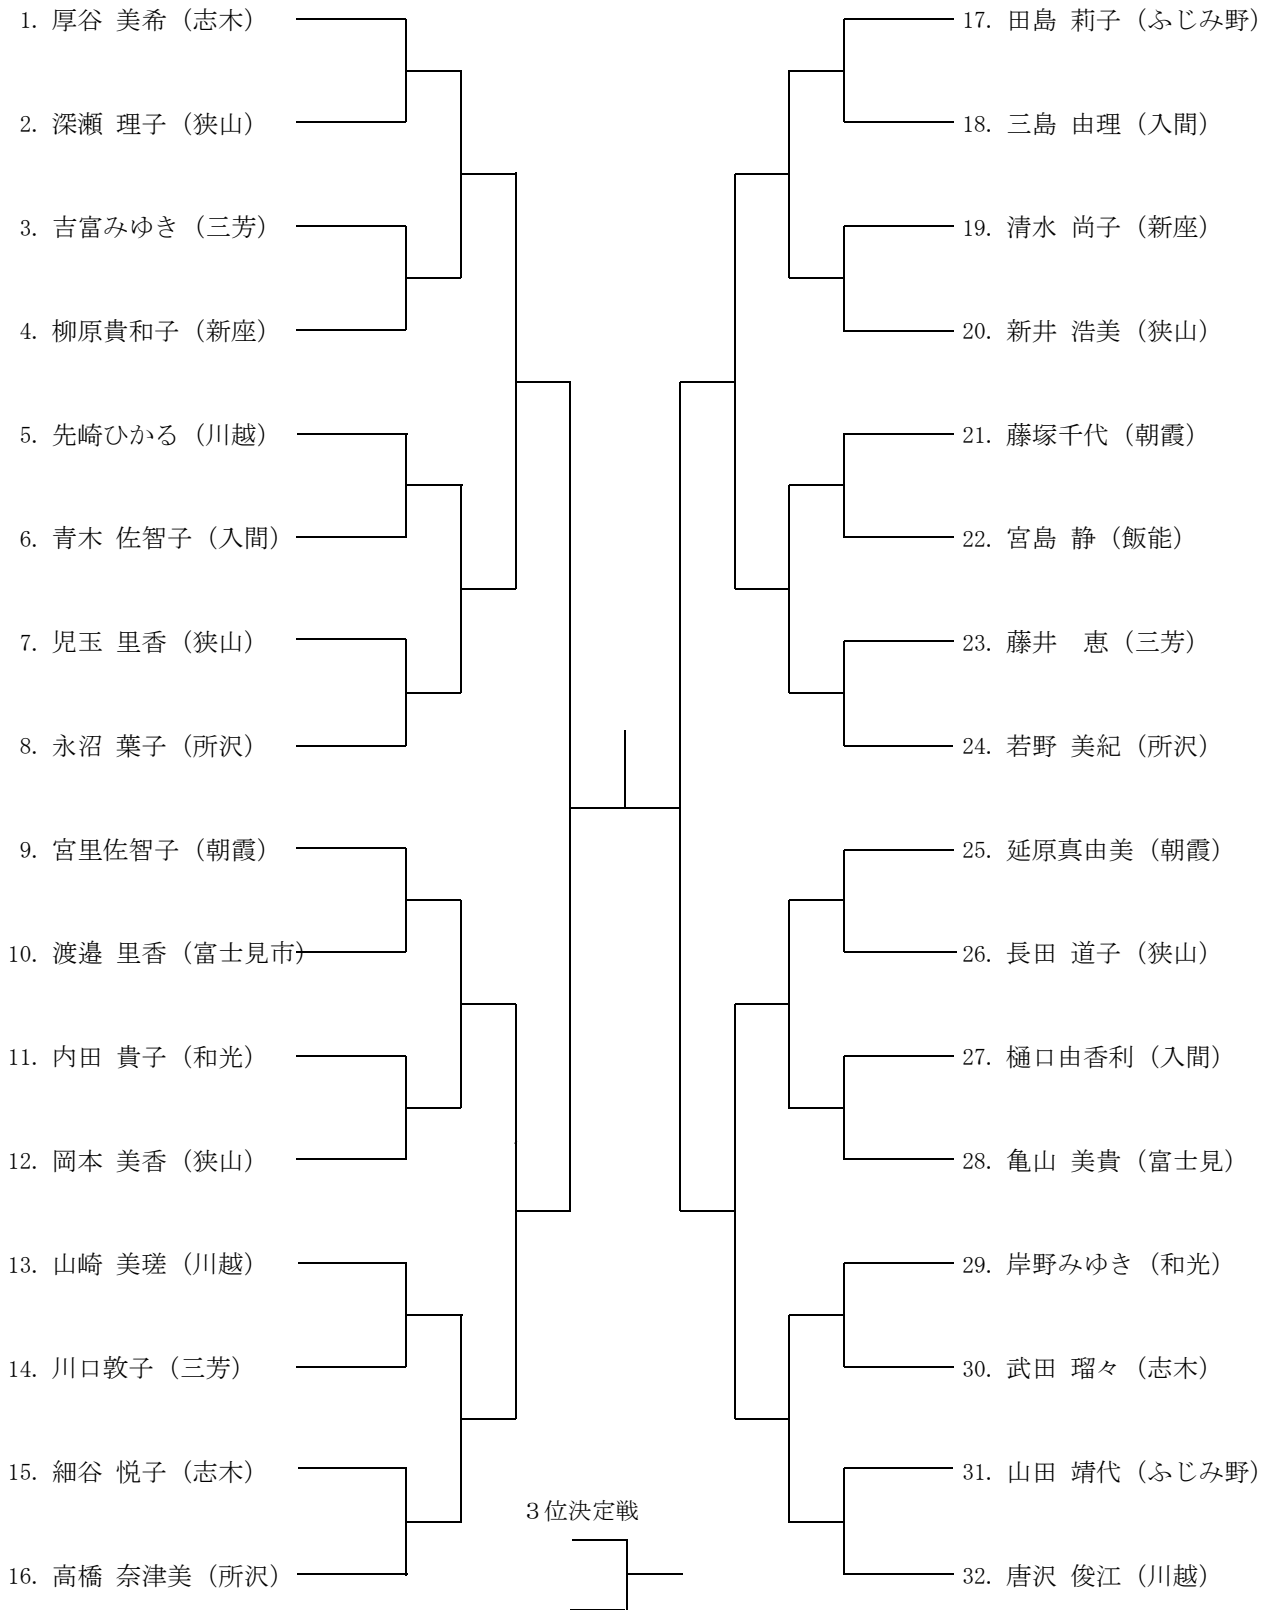 1. 厚谷 美希（志木）
2. 深瀬 理子（狭山）
3. 吉富みゆき（三芳）
4. 柳原貴和子（新座）
5. 先崎ひかる（川越）
6. 青木 佐智子（入間）
7. 児玉 里香（狭山）
8. 永沼 葉子（所沢）
9. 宮里佐智子（朝霞）
10. 渡邉 里香（富士見市）
11. 内田 貴子（和光）
12. 岡本 美香（狭山）
13. 山崎 美瑳（川越）
14. 川口敦子（三芳）
15. 細谷 悦子（志木）
16. 高橋 奈津美（所沢）
３位決定戦
17. 田島 莉子（ふじみ野）
18. 三島 由理（入間）
19. 清水 尚子（新座）
20. 新井 浩美（狭山）
21. 藤塚千代（朝霞）
22. 宮島 静（飯能）
23. 藤井　恵（三芳）
24. 若野 美紀（所沢）
25. 延原真由美（朝霞）
26. 長田 道子（狭山）
27. 樋口由香利（入間）
28. 亀山 美貴（富士見）
29. 岸野みゆき（和光）
30. 武田 瑠々（志木）
31. 山田 靖代（ふじみ野）
32. 唐沢 俊江（川越）